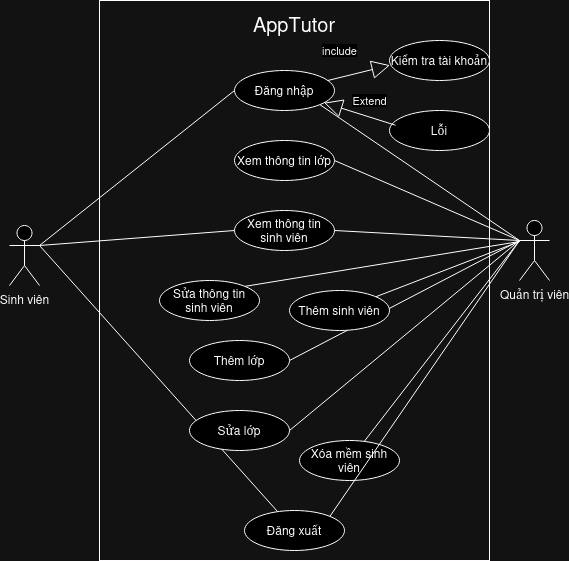 AppTutor
include
Kiểm tra tài khoản
Đăng nhập
Extend
Lỗi
Xem thông tin lớp
Xem thông tin
sinh viên
Sinh viên
Quản trị viên
Sửa thông tin
sinh viên
Thêm sinh viên
Thêm lớp
Sửa lớp
Xóa mềm sinh
viên
Đăng xuất